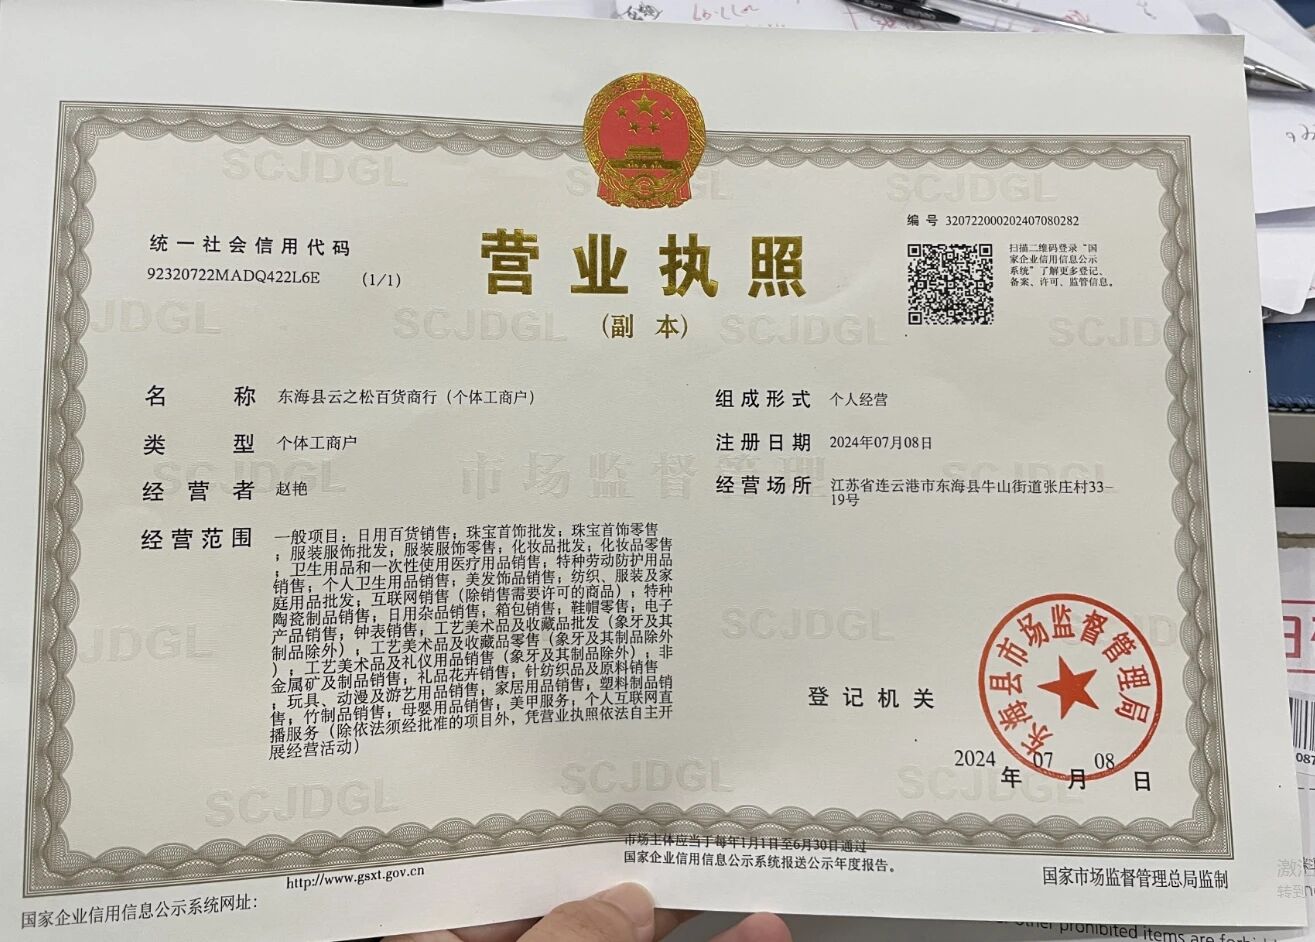 编号 320722000202407080282
统一社会信用代码
92320722MADQ422L6E (1/1)
营业执照
(副 本)
扫描二维码登录“国
家企业信用信息公示
系统”了解更多登记、
备案、许可、监管信息。
名 称 东海县云之松百货商行（个体工商户）
类 型 个体工商户
经营者 赵艳
经营范围 一般项目：日用百货销售；珠宝首饰批发；珠宝首饰零售
；服装服饰批发；服装服饰零售；化妆品批发；化妆品零售
；卫生用品和一次性使用医疗用品销售；特种劳动防护用品
销售；个人卫生用品销售；美发饰品销售；纺织、服装及家
庭用品批发；互联网销售（除销售需要许可的商品）；特种
陶瓷制品销售；日用杂品销售；箱包销售；鞋帽零售；电子
产品销售；钟表销售；工艺美术品及收藏品批发（象牙及其
制品除外）；工艺美术品及收藏品零售（象牙及其制品除外
）；工艺美术品及礼仪用品销售（象牙及其制品除外）；非
金属矿及制品销售；礼品花卉销售；针纺织品及原料销售
；玩具、动漫及游艺用品销售；家居用品销售；塑料制品销
售；竹制品销售；母婴用品销售；美甲服务；个人互联网直
播服务（除依法须经批准的项目外，凭营业执照依法自主开
展经营活动）
组成形式 个人经营
注册日期 2024年07月08日
经营场所 江苏省连云港市东海县牛山街道张庄村33-
19号
登记机关
东海县市场监督管理局
2024年07月08日
市场主体应当于每年1月1日至6月30日通过
国家企业信用信息公示系统报送公示年度报告。
国家企业信用信息公示系统网址：
http://www.gsxt.gov.cn
国家市场监督管理总局监制
SCJDGL
市场监督管理
prohibited items are